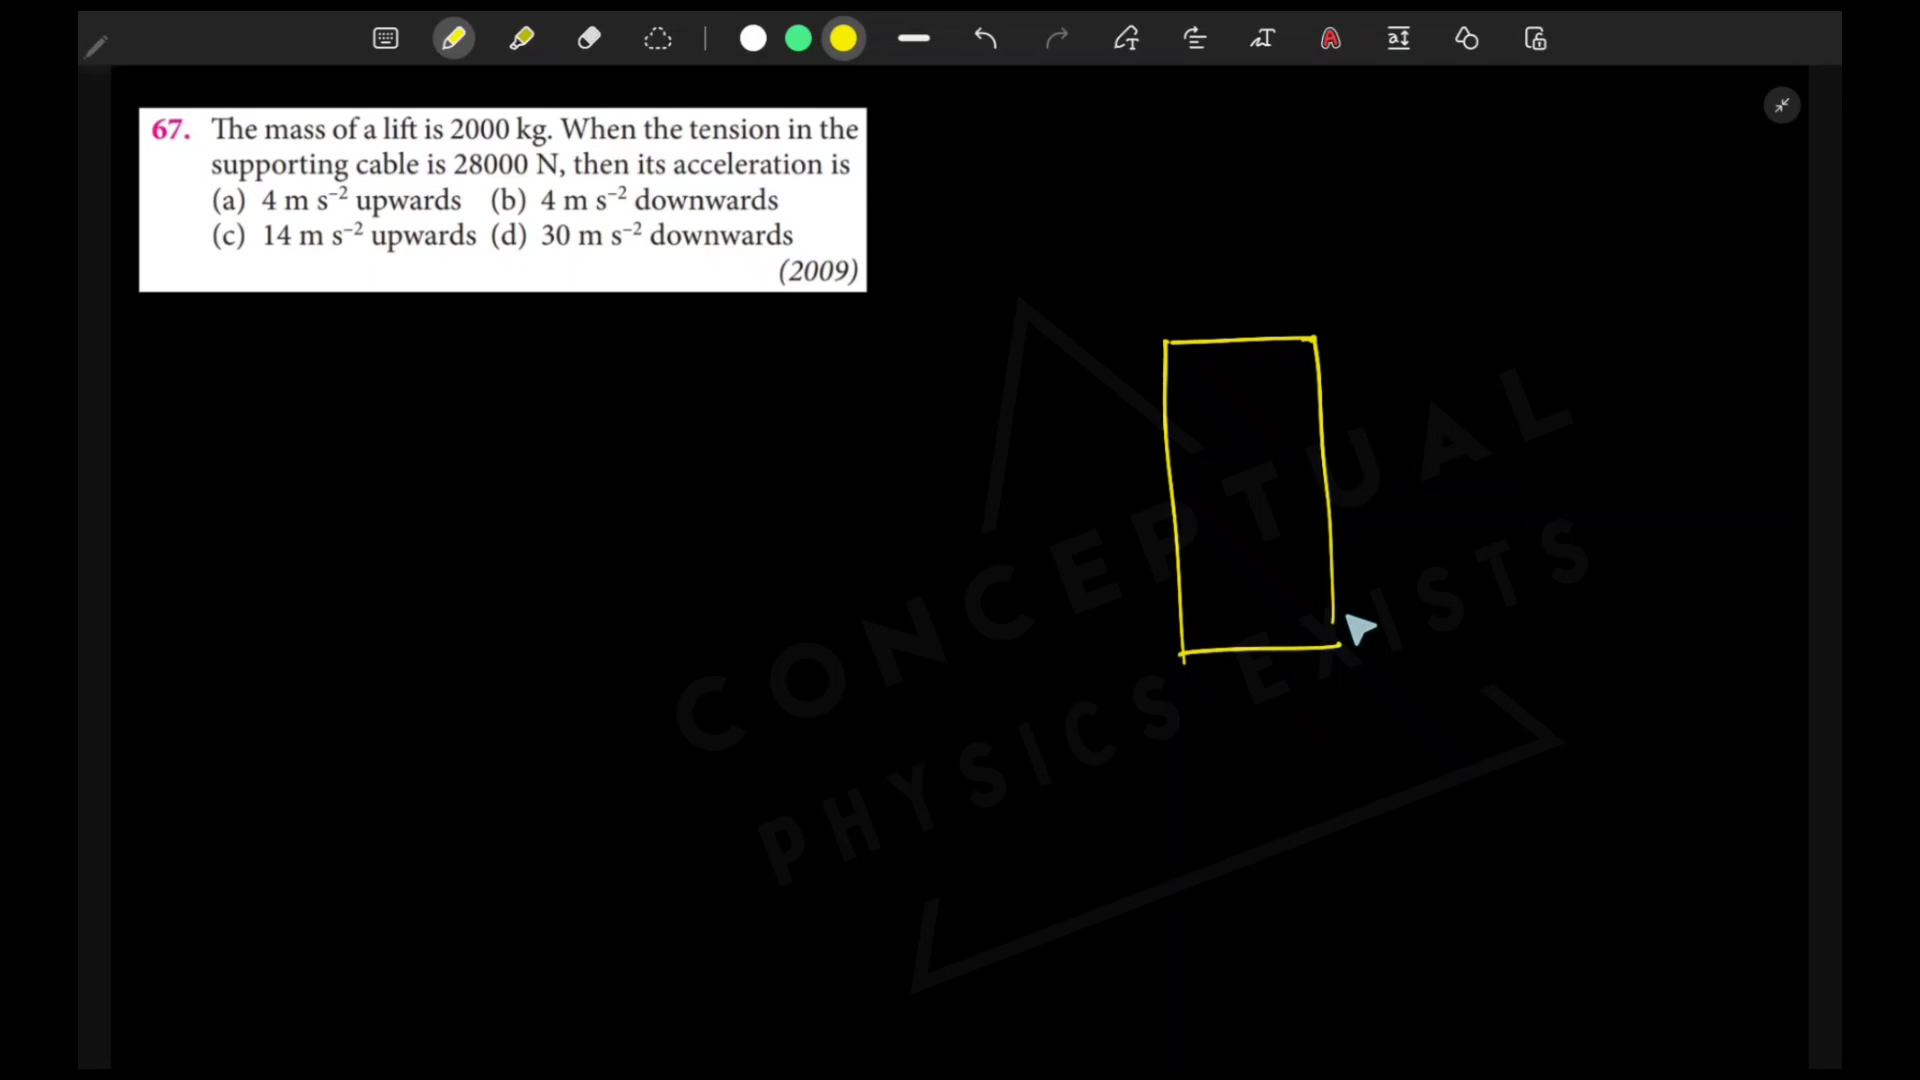 67. The mass of a lift is 2000 kg. When the tension in the
supporting cable is 28000 N, then its acceleration is
(a) 4 m s⁻² upwards (b) 4 m s⁻² downwards
(c) 14 m s⁻² upwards (d) 30 m s⁻² downwards
(2009)
CONCEPTUAL
PHYSICS EXISTS